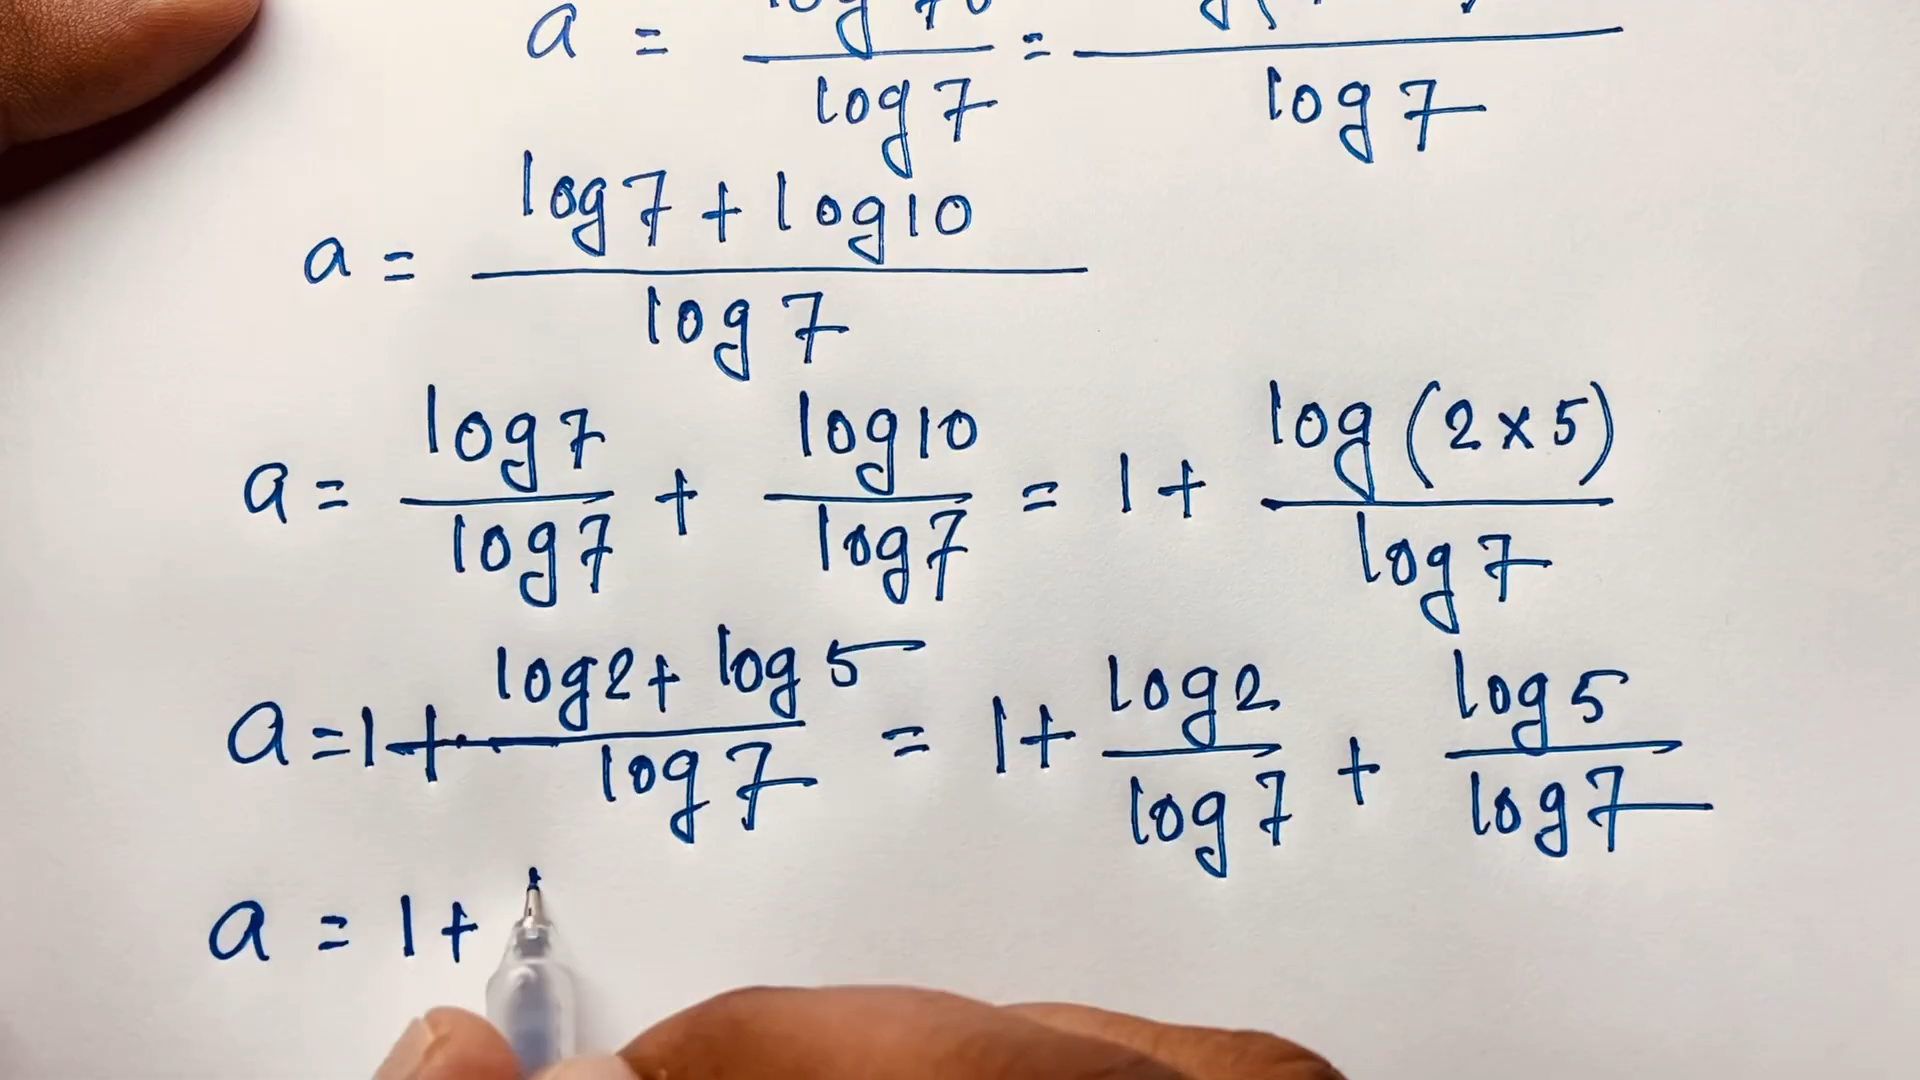 a = log 70 / log 7 = / log 7
a = log 7 + log 10 / log 7
a = log 7 / log 7 + log 10 / log 7 = 1 + log (2 × 5) / log 7
a = 1 + log 2 + log 5 / log 7 = 1 + log 2 / log 7 + log 5 / log 7
a = 1 +